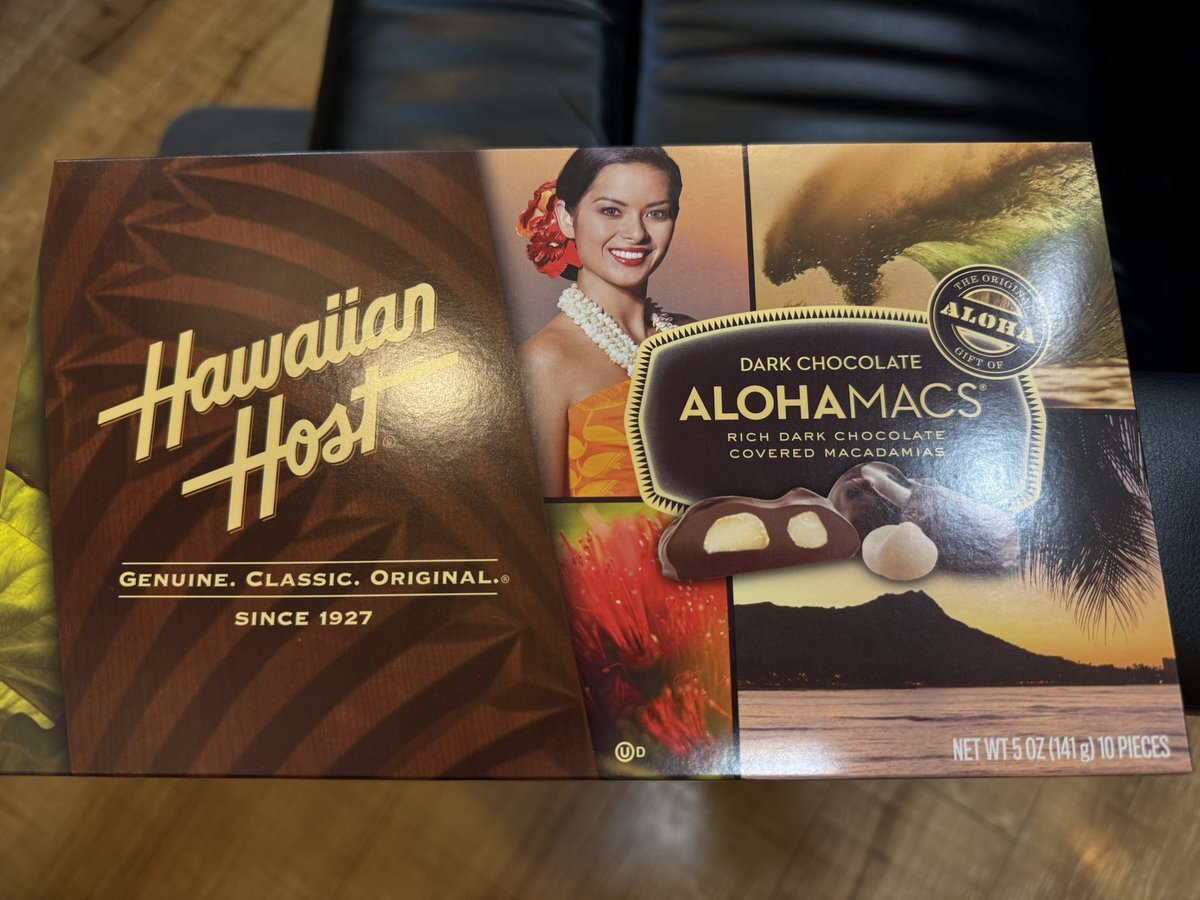 Hawaiian
Host®
GENUINE. CLASSIC. ORIGINAL.®
SINCE 1927
THE ORIGINAL
ALOHA
GIFT OF
DARK CHOCOLATE
ALOHAMACS®
RICH DARK CHOCOLATE
COVERED MACADAMIAS
U D
NET WT 5 OZ (141 g) 10 PIECES